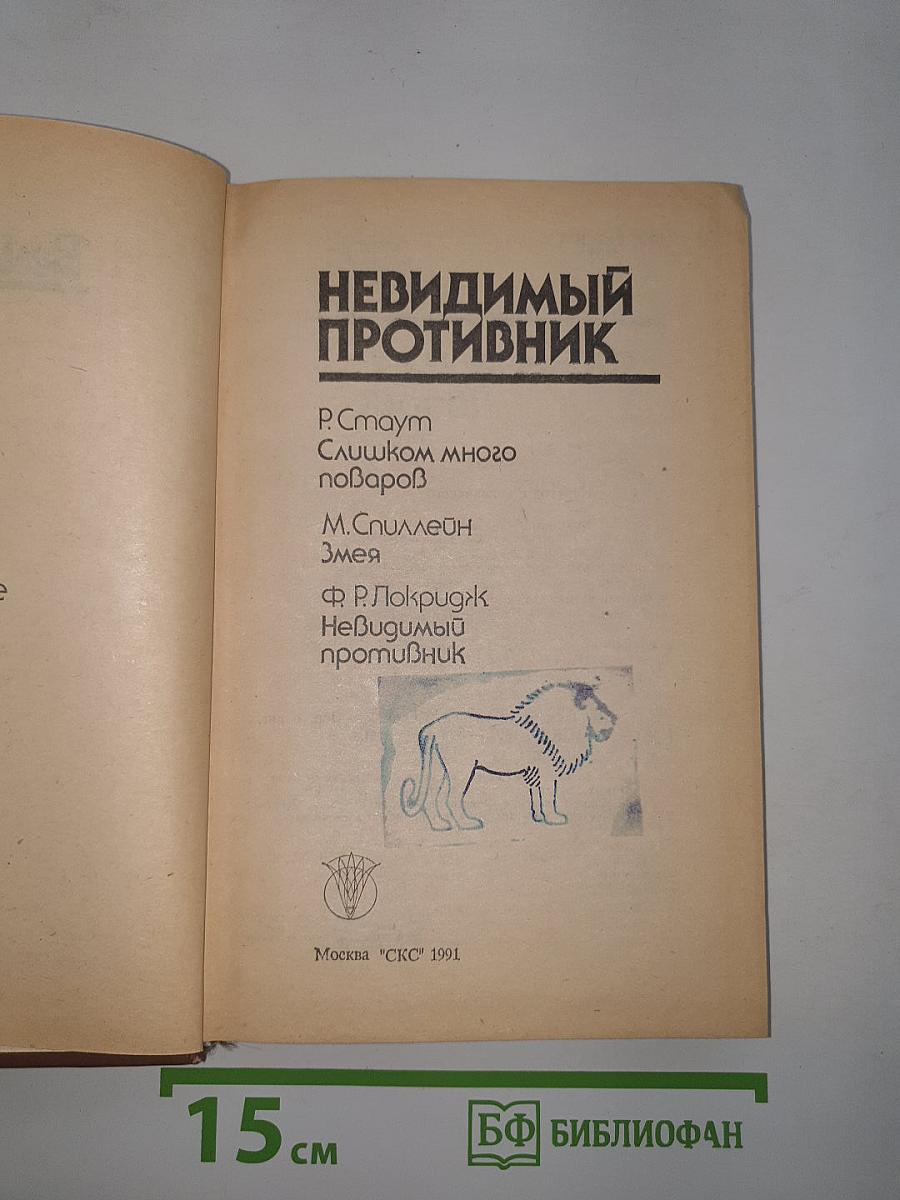 НЕВИДИМЫЙ
ПРОТИВНИК
Р. Стаут
Слишком много
поваров
М. Спиллейн
Змея
Ф. Р. Локридж
Невидимый
противник
Москва "СКС" 1991
15 см
БФ БИБЛИОФАН